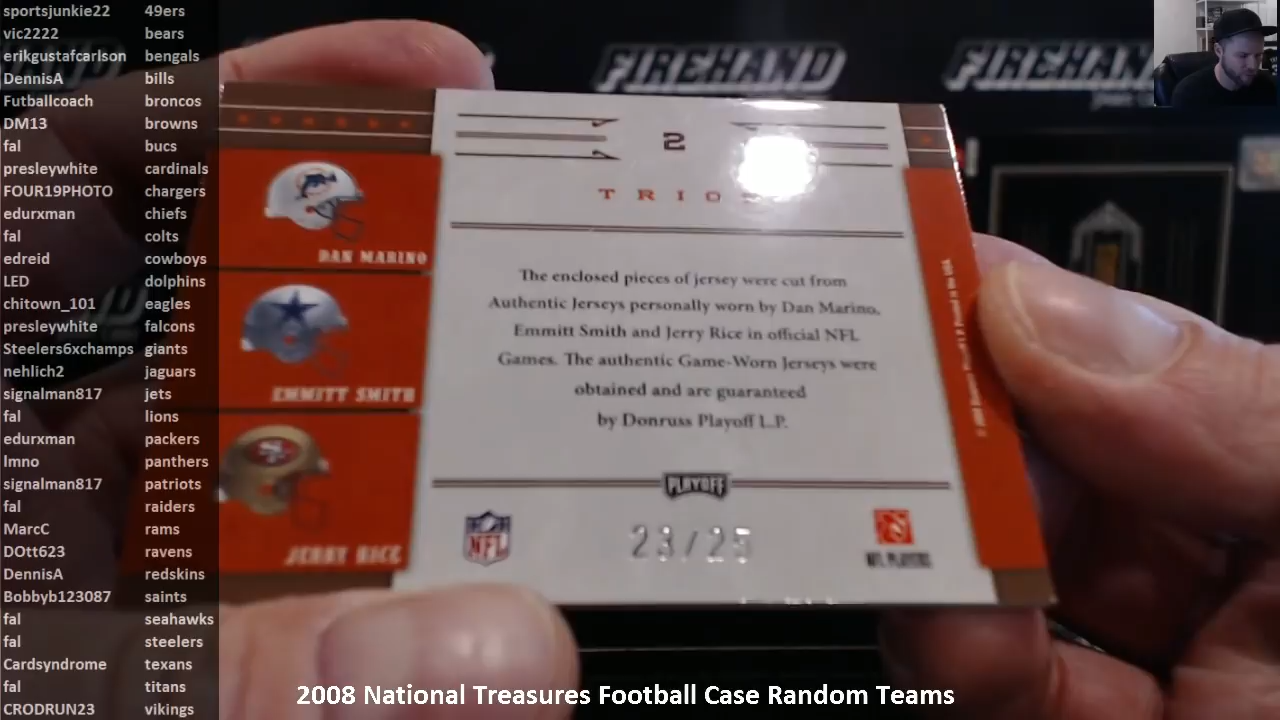 sportsjunkie22 49ers
vic2222 bears
erikgustafcarlson bengals
DennisA bills
Futballcoach broncos
DM13 browns
fal bucs
presleywhite cardinals
FOUR19PHOTO chargers
edurxman chiefs
fal colts
edreid cowboys
LED dolphins
chitown_101 eagles
presleywhite falcons
Steelers6xchamps giants
nehlich2 jaguars
signalman817 jets
fal lions
edurxman packers
lmno panthers
signalman817 patriots
fal raiders
MarcC rams
DOtt623 ravens
DennisA redskins
Bobbyb123087 saints
fal seahawks
fal steelers
Cardsyndrome texans
fal titans
CRODRUN23 vikings
FIREHAND
FIREHAN
2
TRIO
DAN MARINO
EMMITT SMITH
JERRY RICE
The enclosed pieces of jersey were cut from
Authentic Jerseys personally worn by Dan Marino,
Emmitt Smith and Jerry Rice in official NFL
Games. The authentic Game-Worn Jerseys were
obtained and are guaranteed
by Donruss Playoff L.P.
PLAYOFF
NFL
23/25
NFL PLAYERS
2008 National Treasures Football Case Random Teams